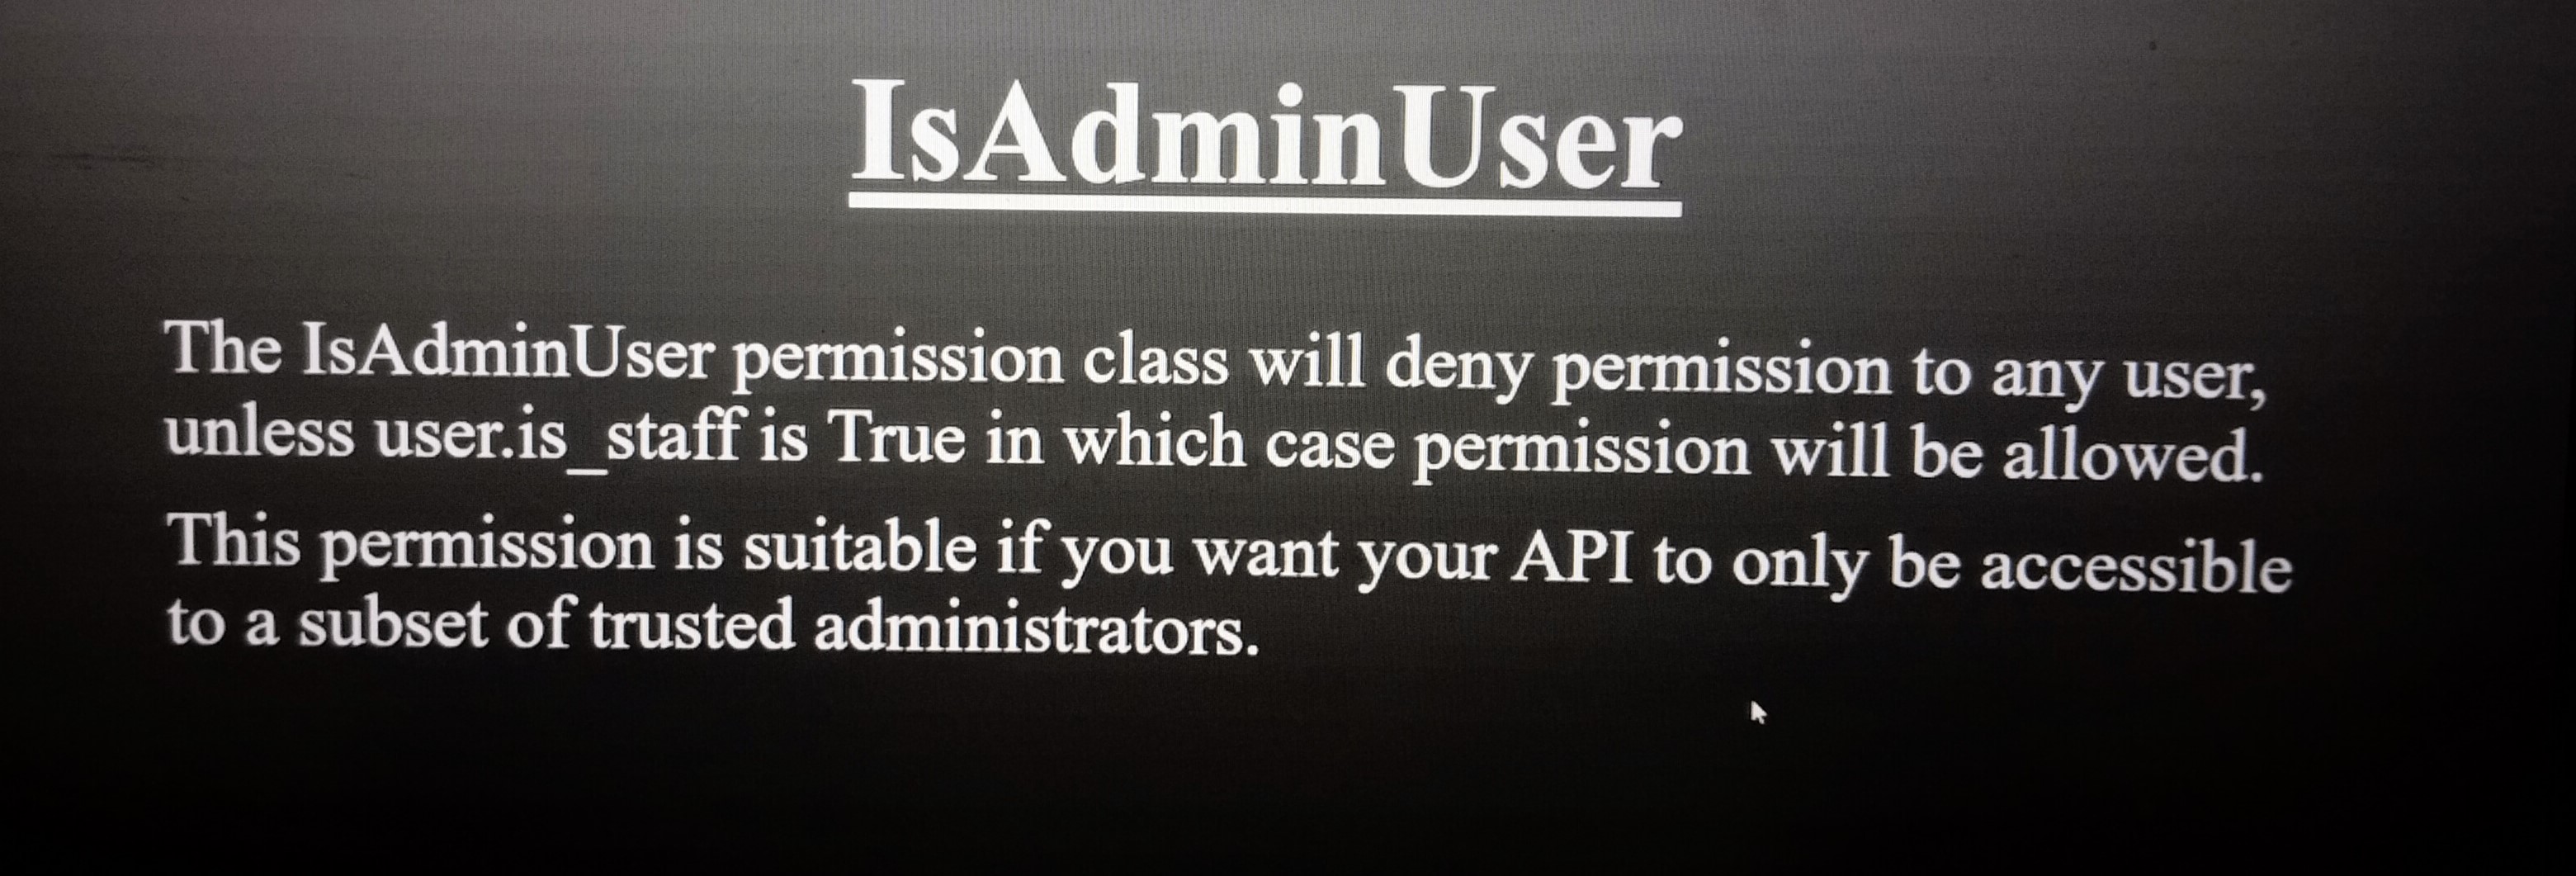 IsAdminUser
The IsAdminUser permission class will deny permission to any user,
unless user.is_staff is True in which case permission will be allowed.
This permission is suitable if you want your API to only be accessible
to a subset of trusted administrators.